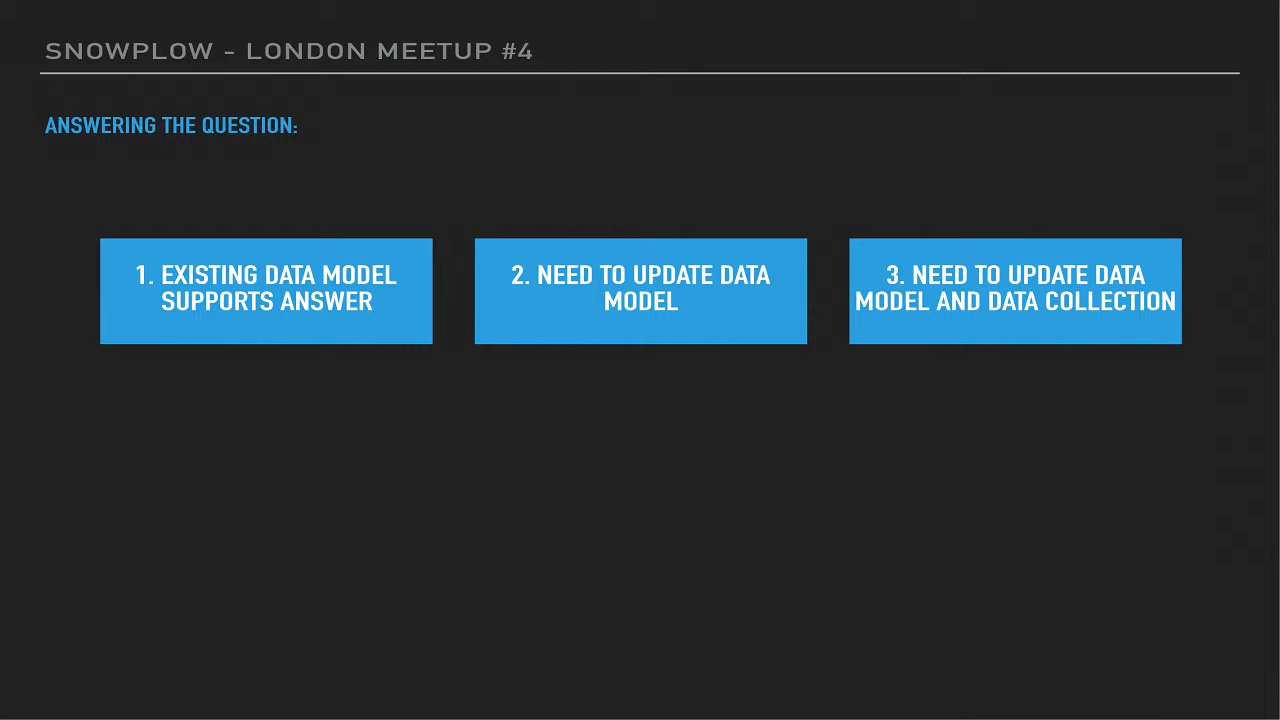 SNOWPLOW – LONDON MEETUP #4
ANSWERING THE QUESTION:
1. EXISTING DATA MODEL
SUPPORTS ANSWER
2. NEED TO UPDATE DATA
MODEL
3. NEED TO UPDATE DATA
MODEL AND DATA COLLECTION